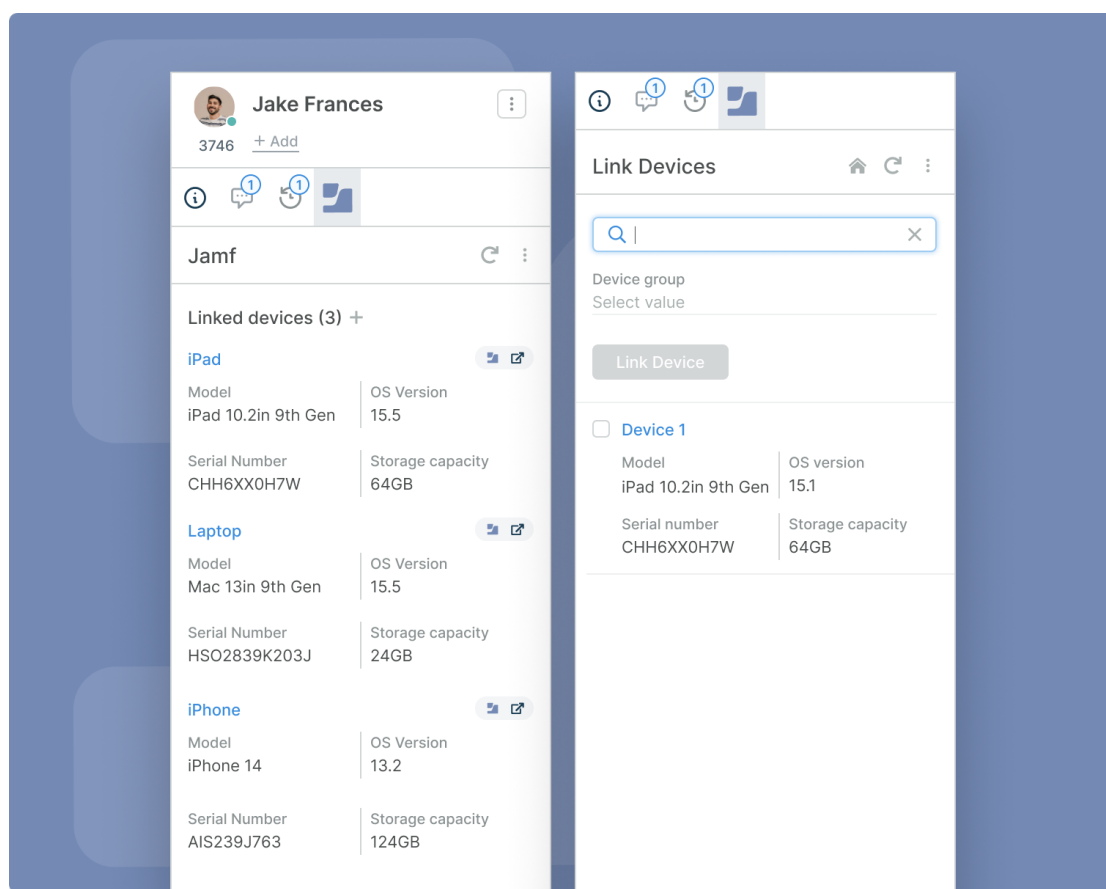 Jake Frances
3746
+ Add
1
1
Jamf
Linked devices (3) +
iPad
Model
iPad 10.2in 9th Gen
OS Version
15.5
Serial Number
CHH6XX0H7W
Storage capacity
64GB
Laptop
Model
Mac 13in 9th Gen
OS Version
15.5
Serial Number
HSO2839K203J
Storage capacity
24GB
iPhone
Model
iPhone 14
OS Version
13.2
Serial Number
AIS239J763
Storage capacity
124GB
1
1
Link Devices
Device group
Select value
Link Device
Device 1
Model
iPad 10.2in 9th Gen
OS version
15.1
Serial number
CHH6XX0H7W
Storage capacity
64GB